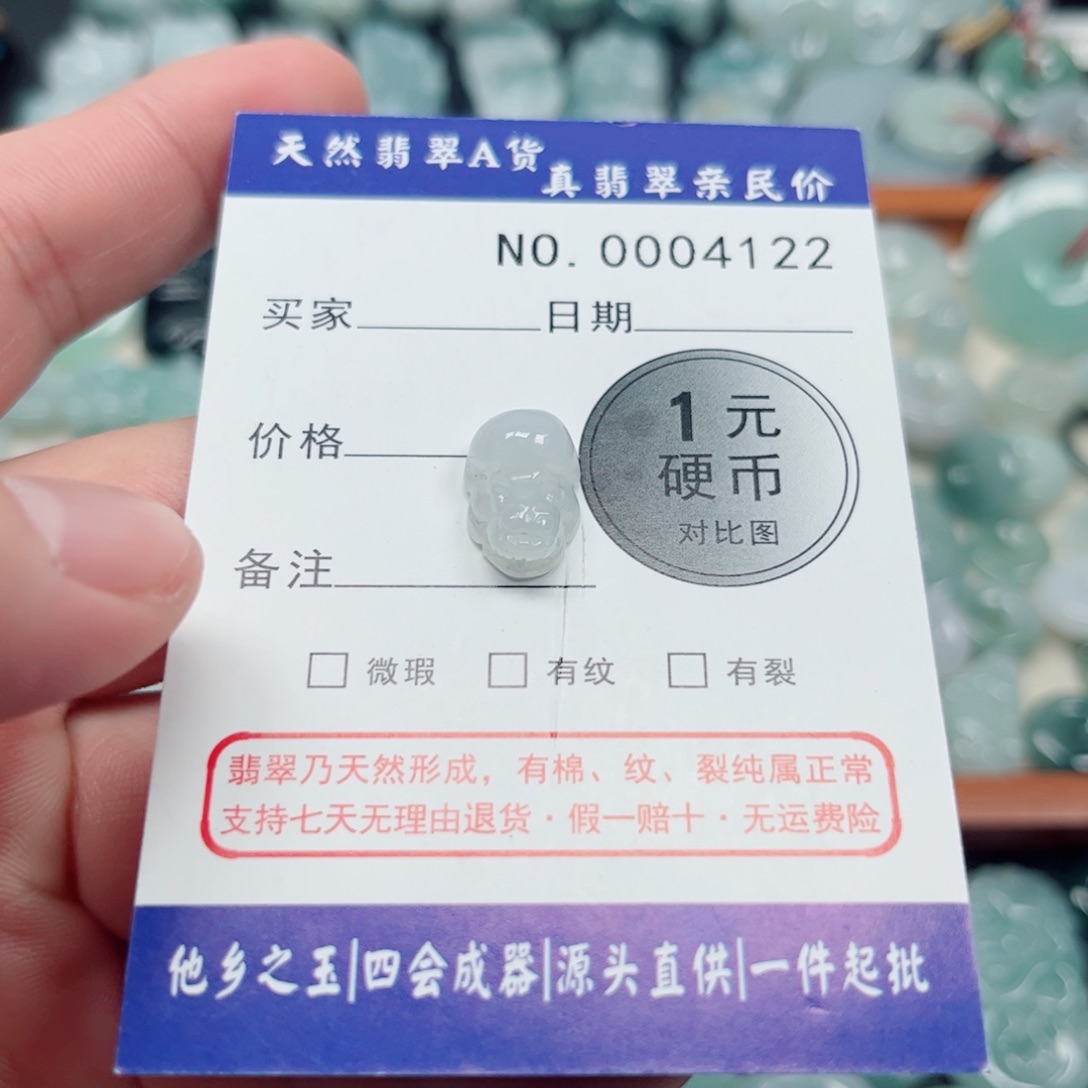 天然翡翠A货
真翡翠亲民价
NO. 0004122
买家 日期
1元
硬币
对比图
价格
备注
微瑕 有纹 有裂
翡翠乃天然形成，有棉、纹、裂纯属正常
支持七天无理由退货·假一赔十·无运费险
他乡之玉|四会成器|源头直供|一件起批